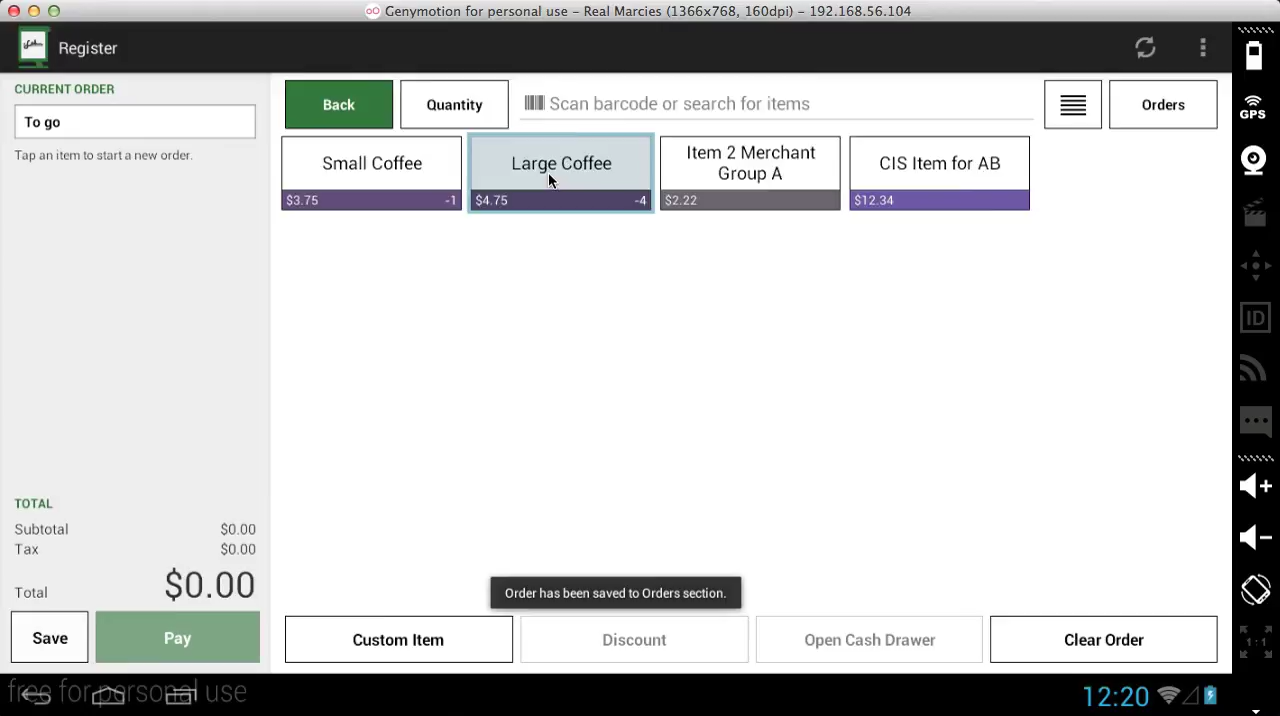 Genymotion for personal use – Real Marcies (1366x768, 160dpi) – 192.168.56.104
Register
CURRENT ORDER
To go
Tap an item to start a new order.
Back
Quantity
Scan barcode or search for items
Orders
Small Coffee
$3.75
-1
Large Coffee
$4.75
-4
Item 2 Merchant
Group A
$2.22
CIS Item for AB
$12.34
TOTAL
Subtotal
$0.00
Tax
$0.00
Total
$0.00
Save
Pay
Order has been saved to Orders section.
Custom Item
Discount
Open Cash Drawer
Clear Order
free for personal use
12:20
GPS
ID
1:1